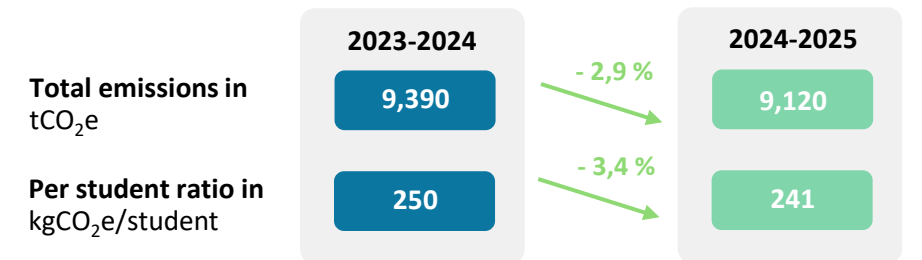 2023-2024
2024-2025
Total emissions in
tCO₂e
9,390
- 2,9 %
9,120
Per student ratio in
kgCO₂e/student
250
- 3,4 %
241